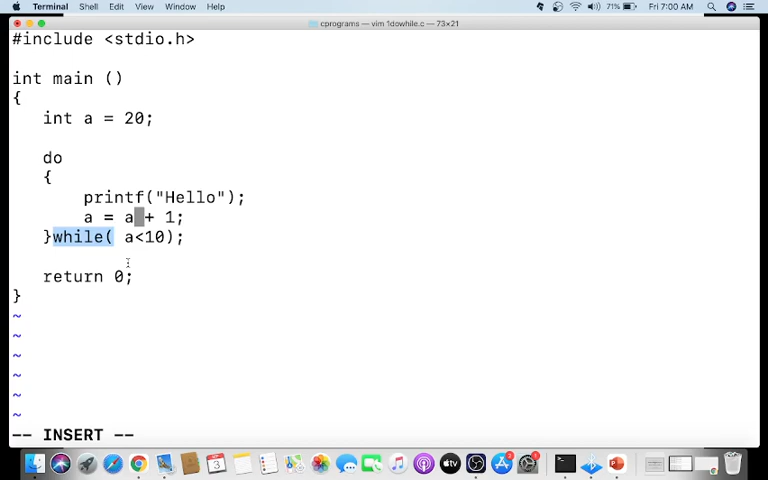 Terminal Shell Edit View Window Help 71% Fri 7:00 AM
cprograms — vim 1dowhile.c — 73×21
#include <stdio.h>
int main ()
{
int a = 20;
do
{
printf("Hello");
a = a + 1;
}while( a<10);
return 0;
}
~
~
~
~
~
~
-- INSERT --